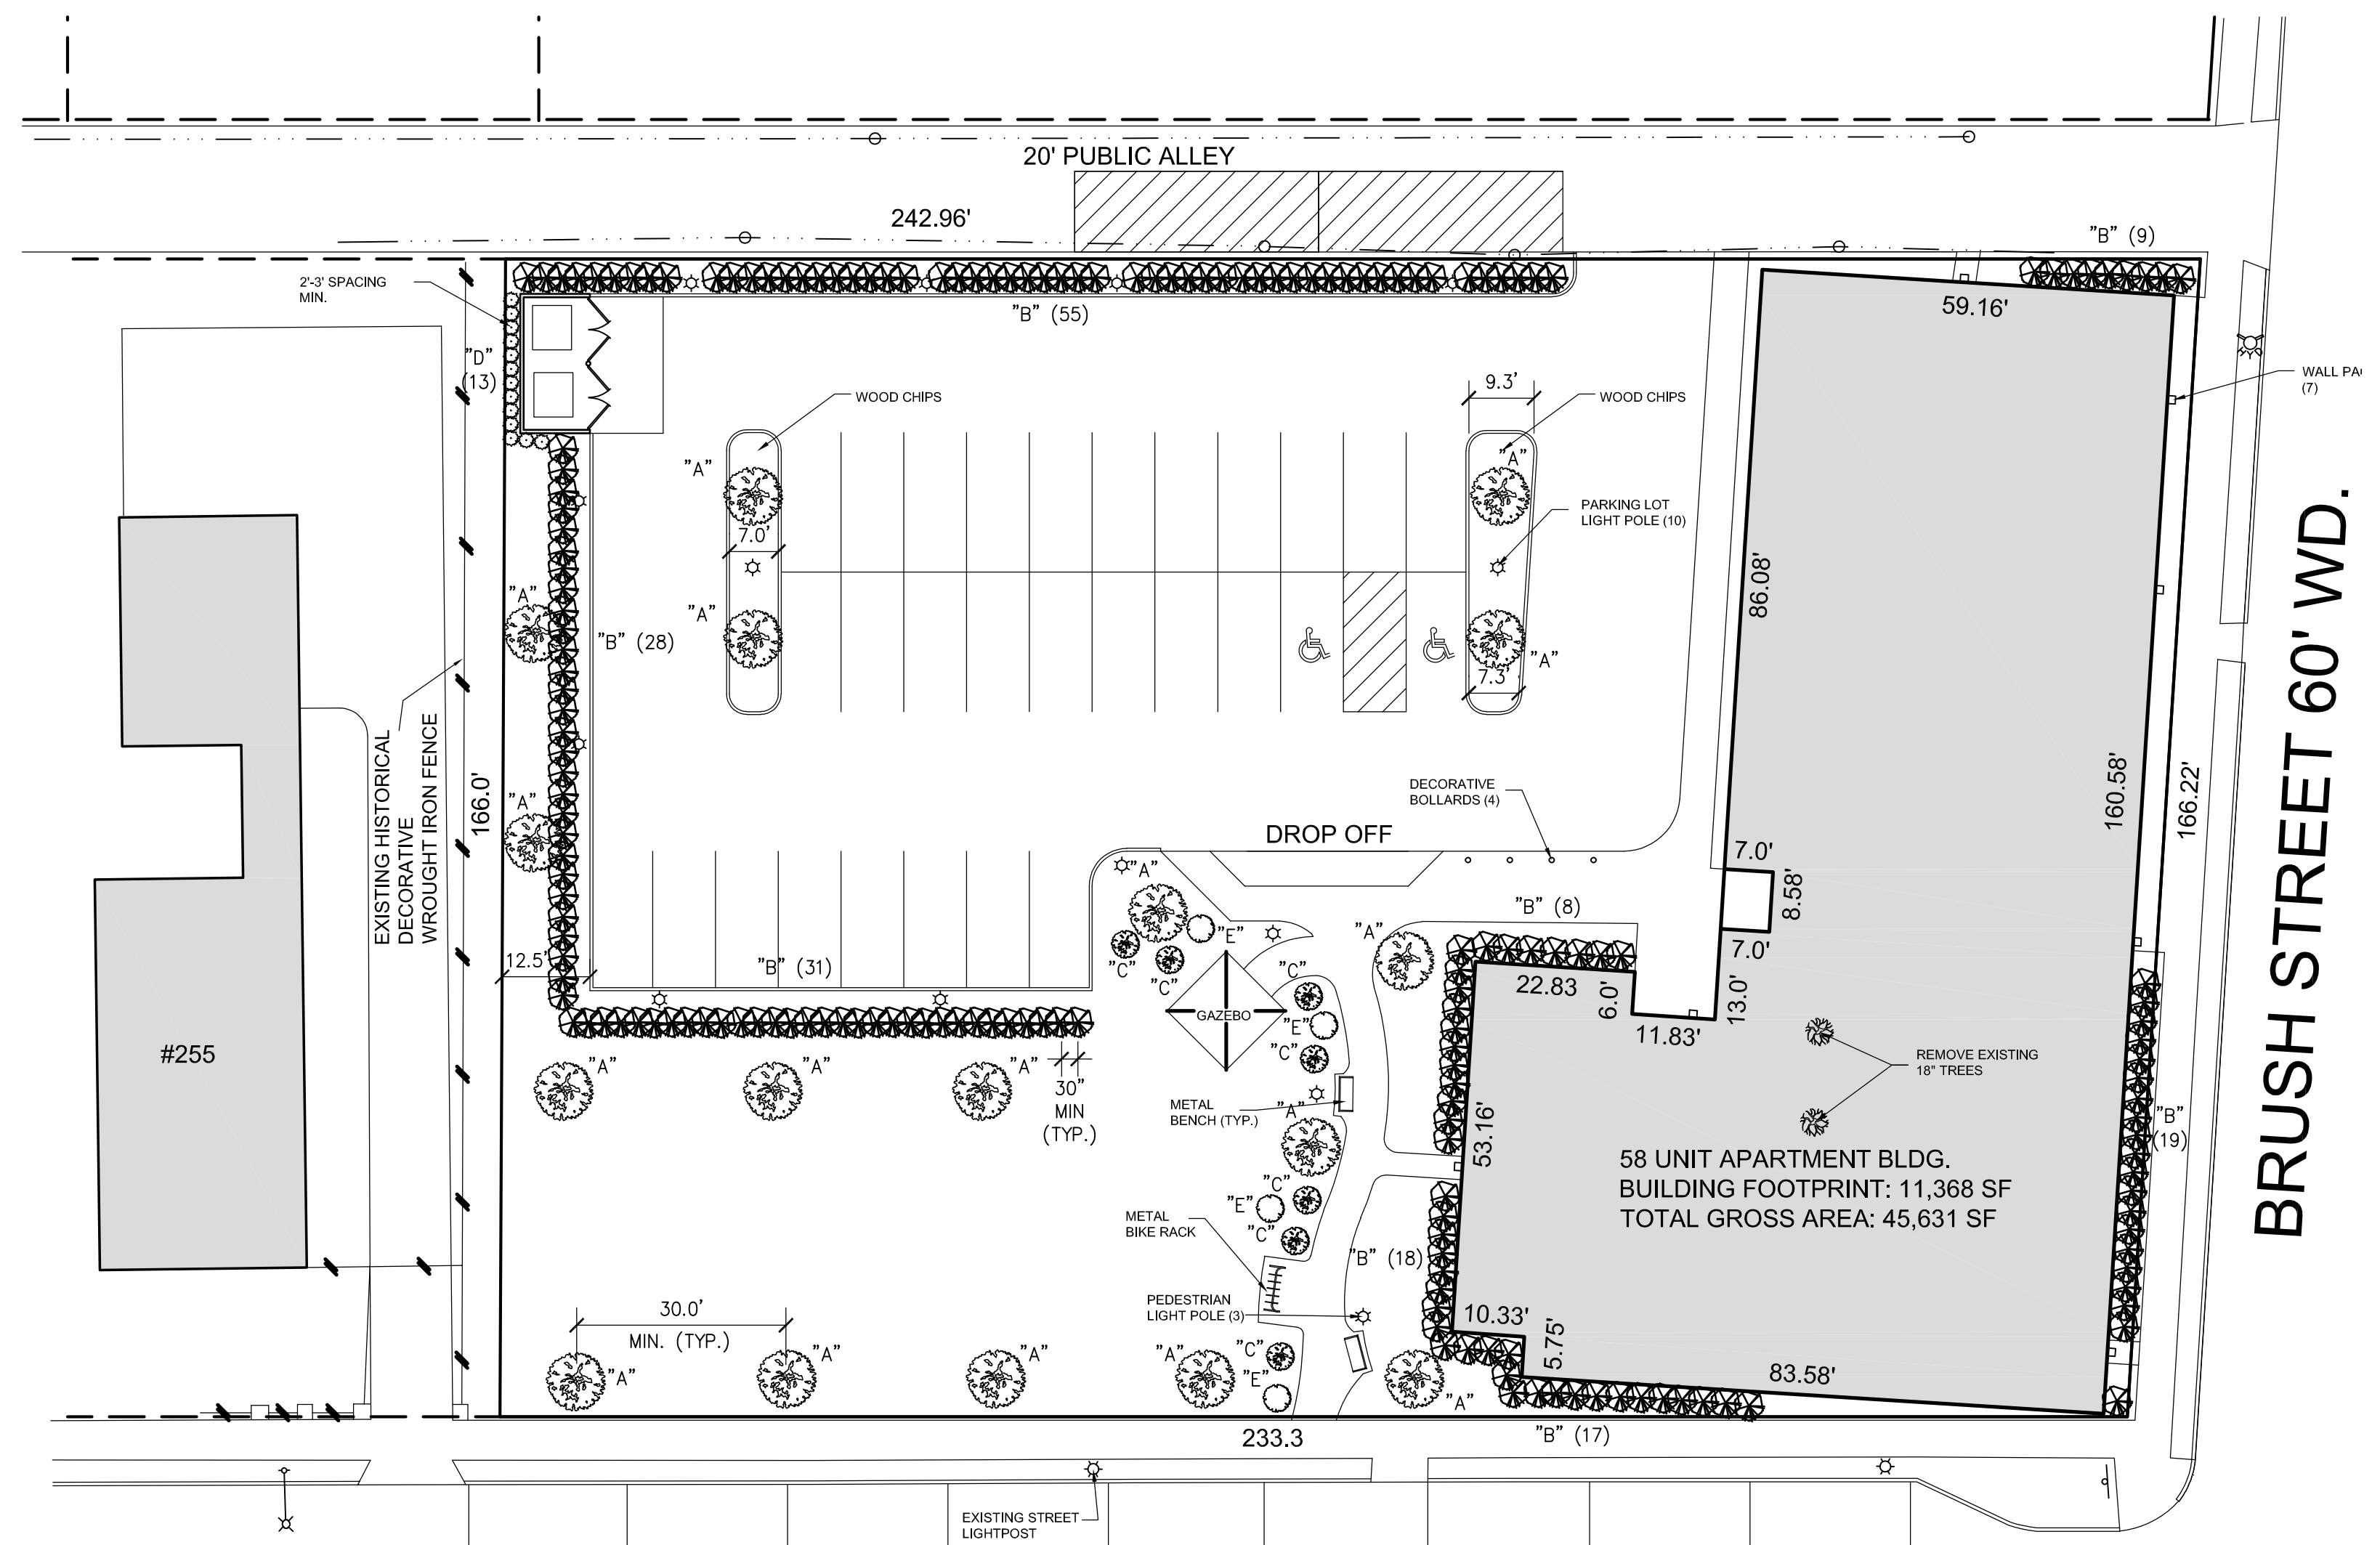 20' PUBLIC ALLEY
242.96'
"B" (9)
2'-3' SPACING
MIN.
"B" (55)
59.16'
"D"
(13)
WOOD CHIPS
9.3'
WOOD CHIPS
WALL PA
(7)
"A"
"A"
7.0'
PARKING LOT
LIGHT POLE (10)
"A"
"A"
"B" (28)
"A"
7.3'
86.08'
BRUSH STREET 60' WD.
EXISTING HISTORICAL
DECORATIVE
WROUGHT IRON FENCE
166.0'
"A"
DECORATIVE
BOLLARDS (4)
DROP OFF
160.58'
166.22'
7.0'
8.58'
7.0'
"A"
"B" (8)
"E"
"A"
12.5'
"B" (31)
"C"
"C"
"C"
22.83
6.0'
13.0'
11.83'
GAZEBO
"E"
"C"
#255
REMOVE EXISTING
18" TREES
"A"
"A"
"A"
30"
MIN
(TYP.)
METAL
BENCH (TYP.)
"A"
53.16'
"B"
(19)
58 UNIT APARTMENT BLDG.
BUILDING FOOTPRINT: 11,368 SF
TOTAL GROSS AREA: 45,631 SF
"C"
"E"
"C"
METAL
BIKE RACK
"B" (18)
PEDESTRIAN
LIGHT POLE (3)
30.0'
MIN. (TYP.)
10.33'
5.75'
83.58'
"A"
"A"
"A"
"A"
"C"
"E"
"A"
233.3
"B" (17)
EXISTING STREET
LIGHTPOST